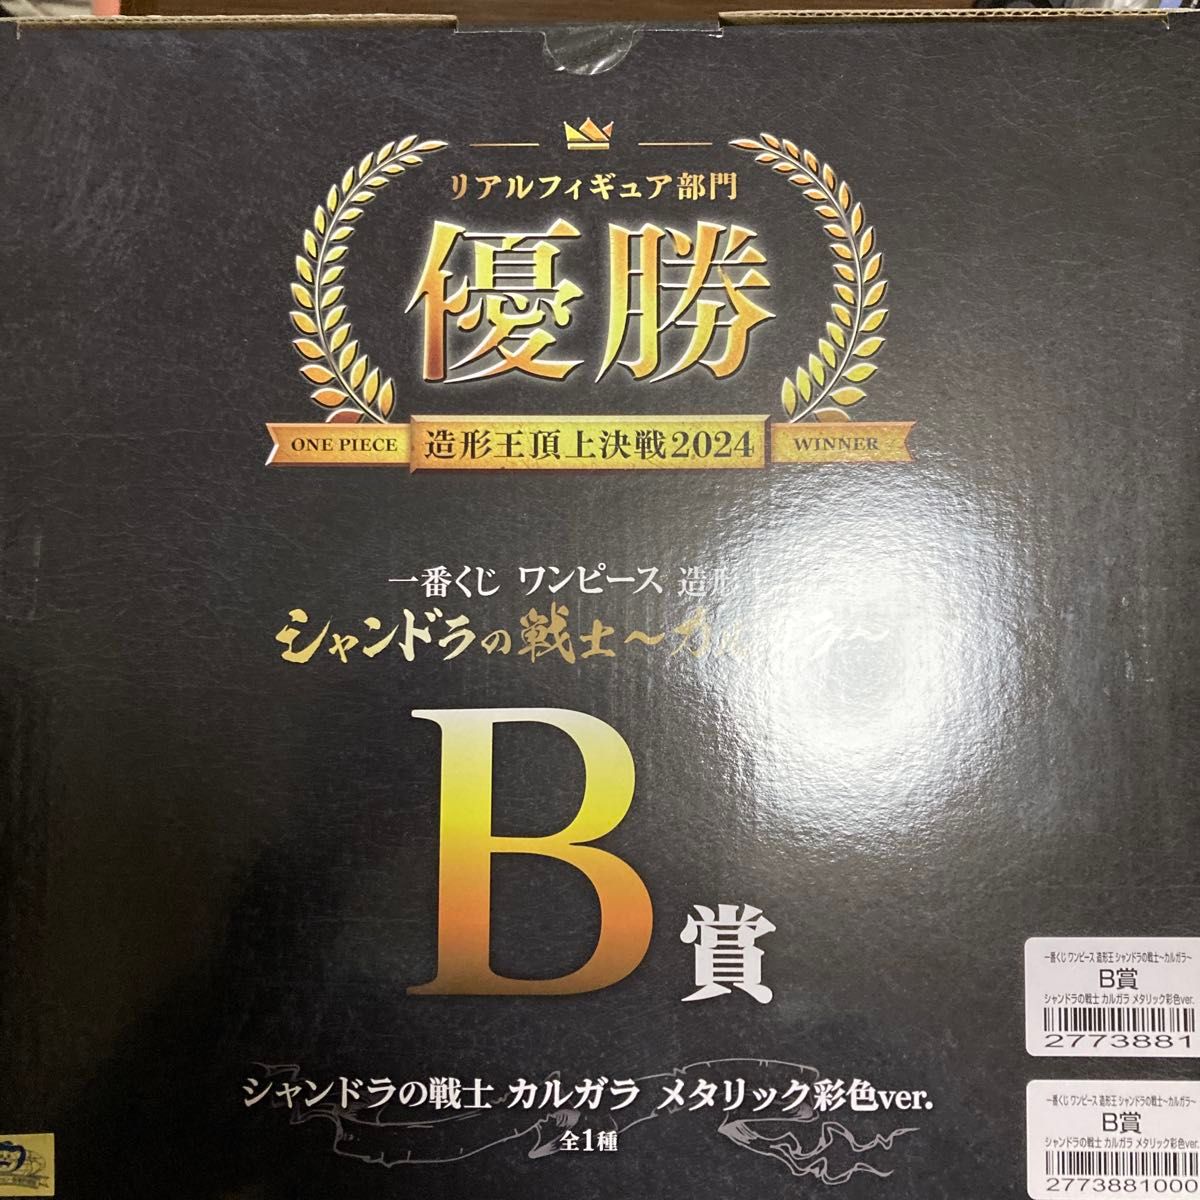 リアルフィギュア部門
優勝
ONE PIECE 造形王頂上決戦2024 WINNER
一番くじ ワンピース 造形
シャンドラの戦士〜カル ラ〜
B賞
シャンドラの戦士 カルガラ メタリック彩色ver.
全1種
一番くじ ワンピース 造形王 シャンドラの戦士〜カルガラ〜
B賞
シャンドラの戦士 カルガラ メタリック彩色ver.
2773881
一番くじ ワンピース 造形王 シャンドラの戦士〜カルガラ〜
B賞
シャンドラの戦士 カルガラ メタリック彩色ver.
2773881000